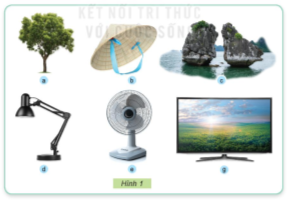 KẾT NỐI TRI THỨC
VỚI CUỘC SỐNG
a
b
c
d
e
g
Hình 1